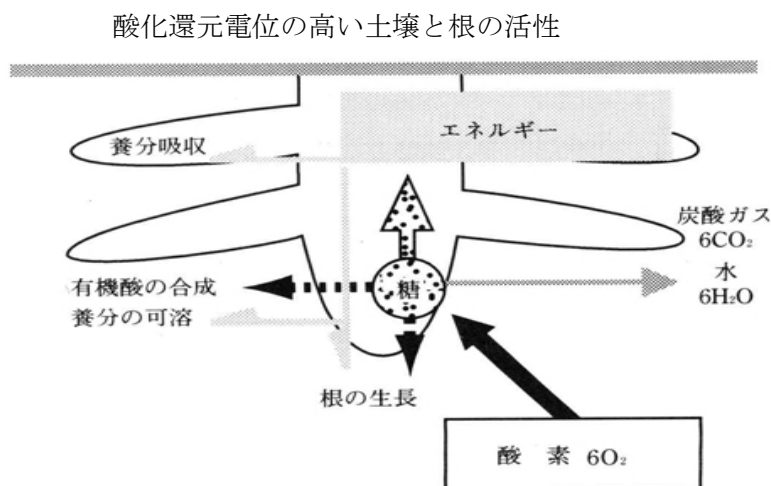 酸化還元電位の高い土壌と根の活性
エネルギー
養分吸収
炭酸ガス
6CO₂
水
6H₂O
糖
有機酸の合成
養分の可溶
根の生長
酸 素 6O₂